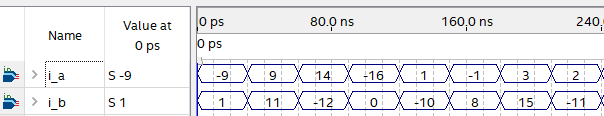 Name
Value at
0 ps
0 ps
80.0 ns
160.0 ns
240.
0 ps
i_a
S -9
-9
9
14
-16
1
-1
3
2
i_b
S 1
1
11
-12
0
-10
8
15
-11